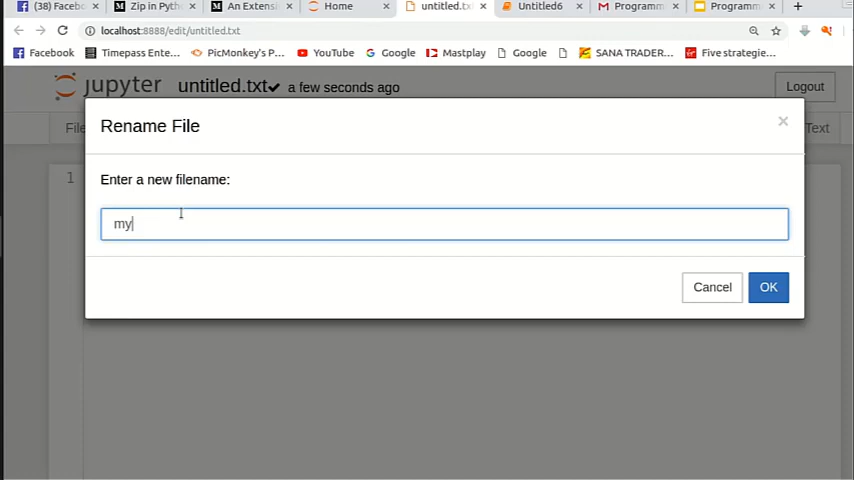 (38) Facebo
Zip in Pyth
An Extensi
Home
untitled.txt
Untitled6
Programm
Programm
localhost:8888/edit/untitled.txt
Facebook Timepass Ente... PicMonkey's P... YouTube Google Mastplay Google SANA TRADER... Five strategie...
jupyter untitled.txt a few seconds ago Logout
Rename File
File
Text
Enter a new filename:
1
my
Cancel OK